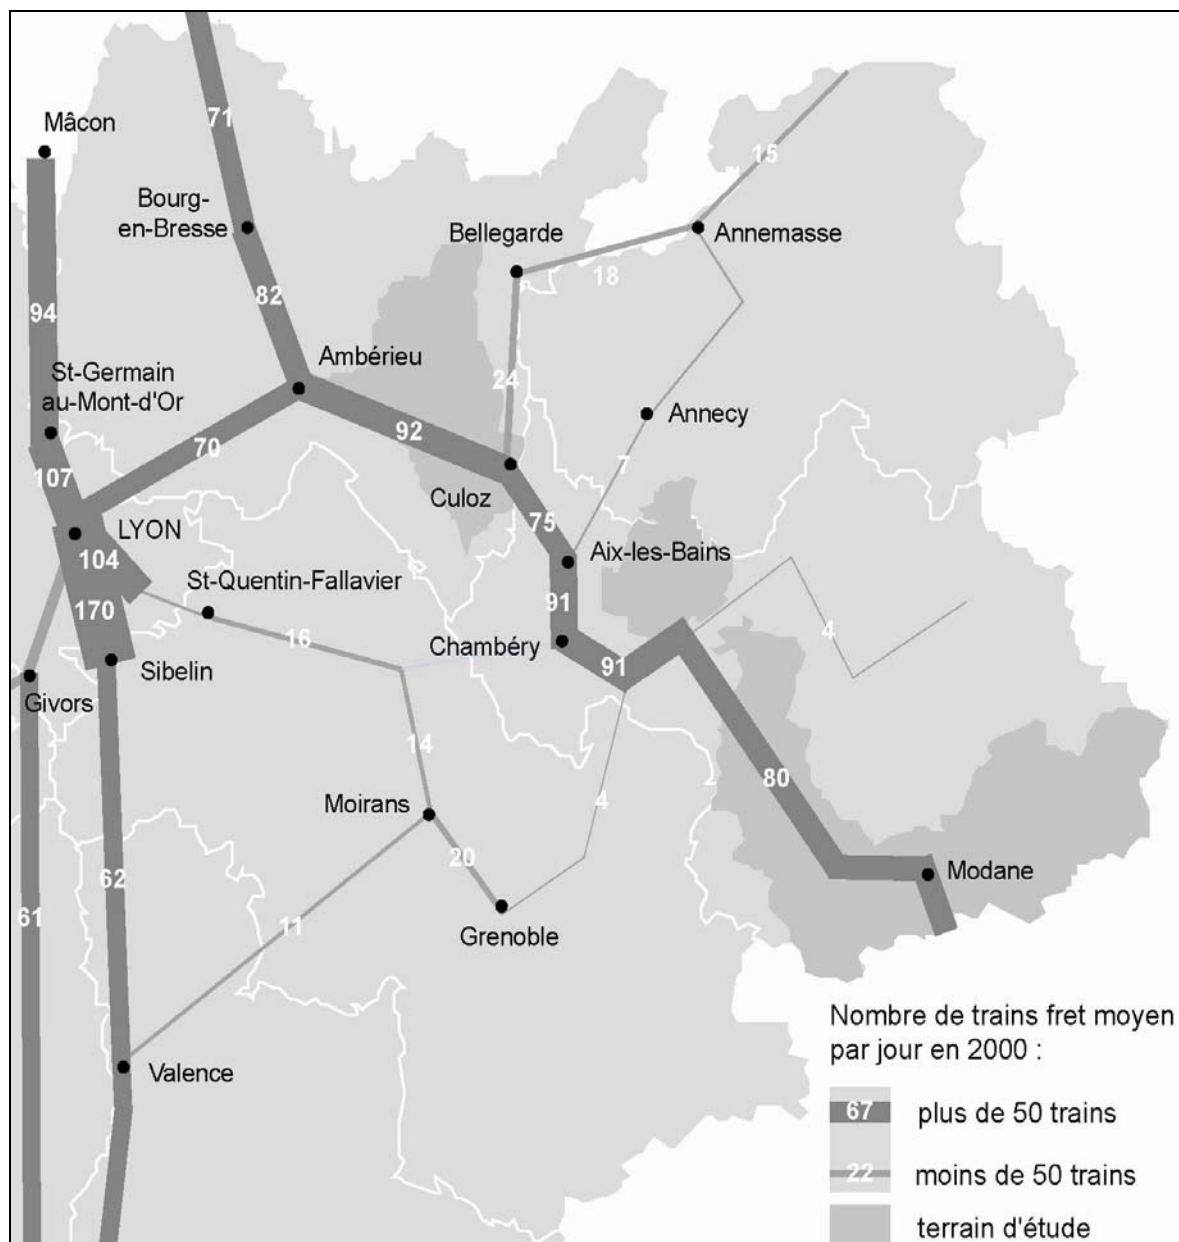 71
Mâcon
15
Bourg-
en-Bresse
Bellegarde
Annemasse
18
82
94
Ambérieu
St-Germain
au-Mont-d'Or
24
Annecy
92
70
7
107
Culoz
75
LYON
Aix-les-Bains
104
St-Quentin-Fallavier
170
91
16
Chambéry
4
91
Sibelin
Givors
14
80
Moirans
4
20
62
Modane
61
11
Grenoble
Valence
Nombre de trains fret moyen
par jour en 2000 :
67 plus de 50 trains
22 moins de 50 trains
terrain d'étude